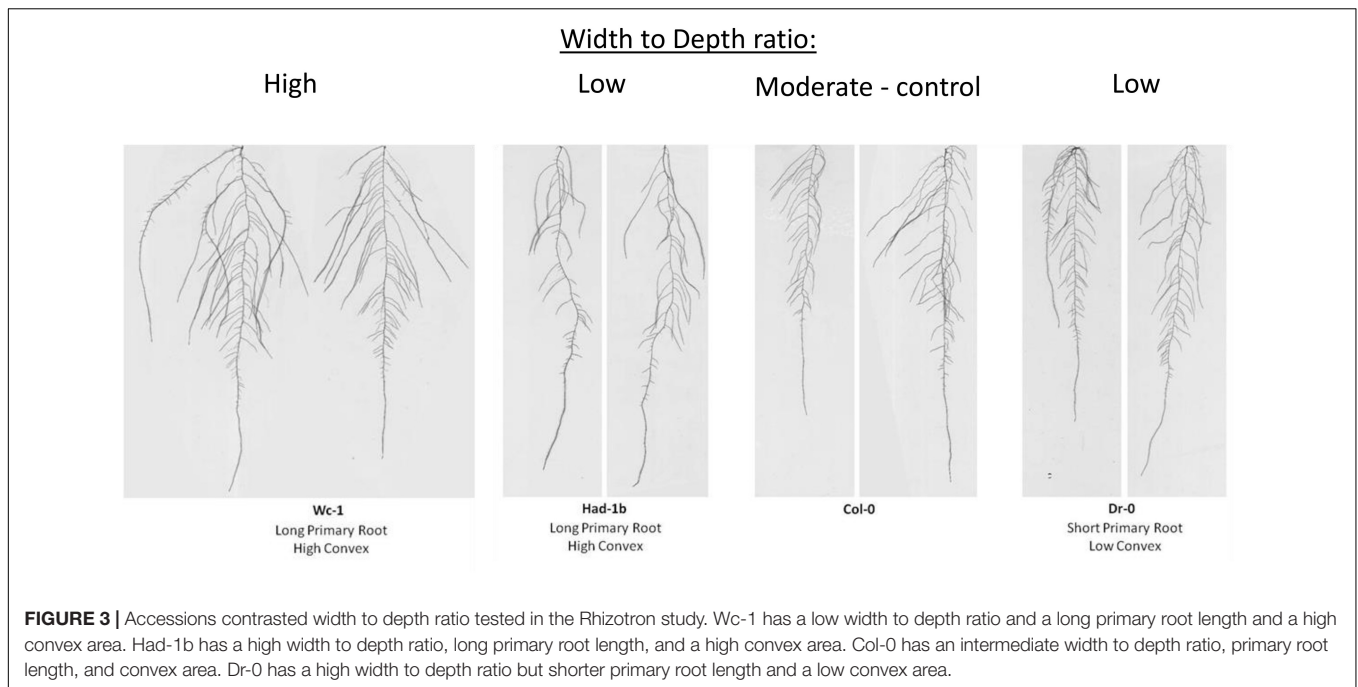 Width to Depth ratio:
High Low Moderate - control Low
Wc-1 Had-1b Col-0 Dr-0
Long Primary Root Long Primary Root Short Primary Root
High Convex High Convex Low Convex
FIGURE 3 | Accessions contrasted width to depth ratio tested in the Rhizotron study. Wc-1 has a low width to depth ratio and a long primary root length and a high
convex area. Had-1b has a high width to depth ratio, long primary root length, and a high convex area. Col-0 has an intermediate width to depth ratio, primary root
length, and convex area. Dr-0 has a high width to depth ratio but shorter primary root length and a low convex area.